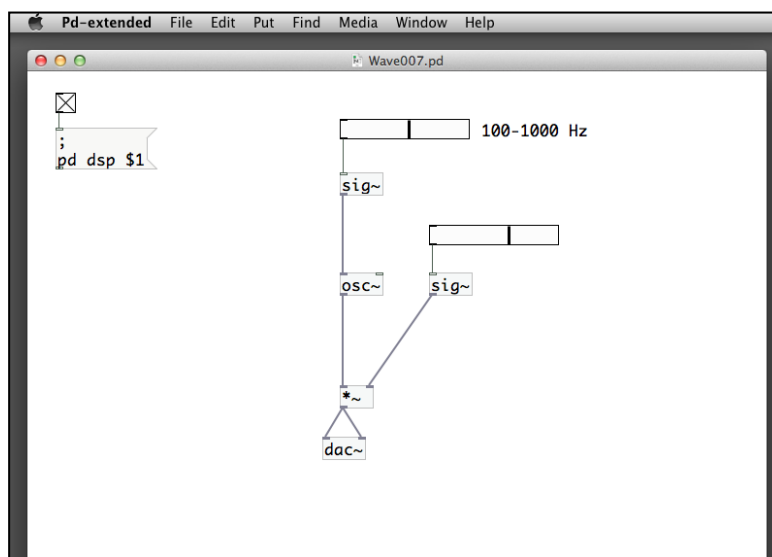 Pd-extended File Edit Put Find Media Window Help
Wave007.pd
;
pd dsp $1
100-1000 Hz
sig~
osc~
sig~
*~
dac~